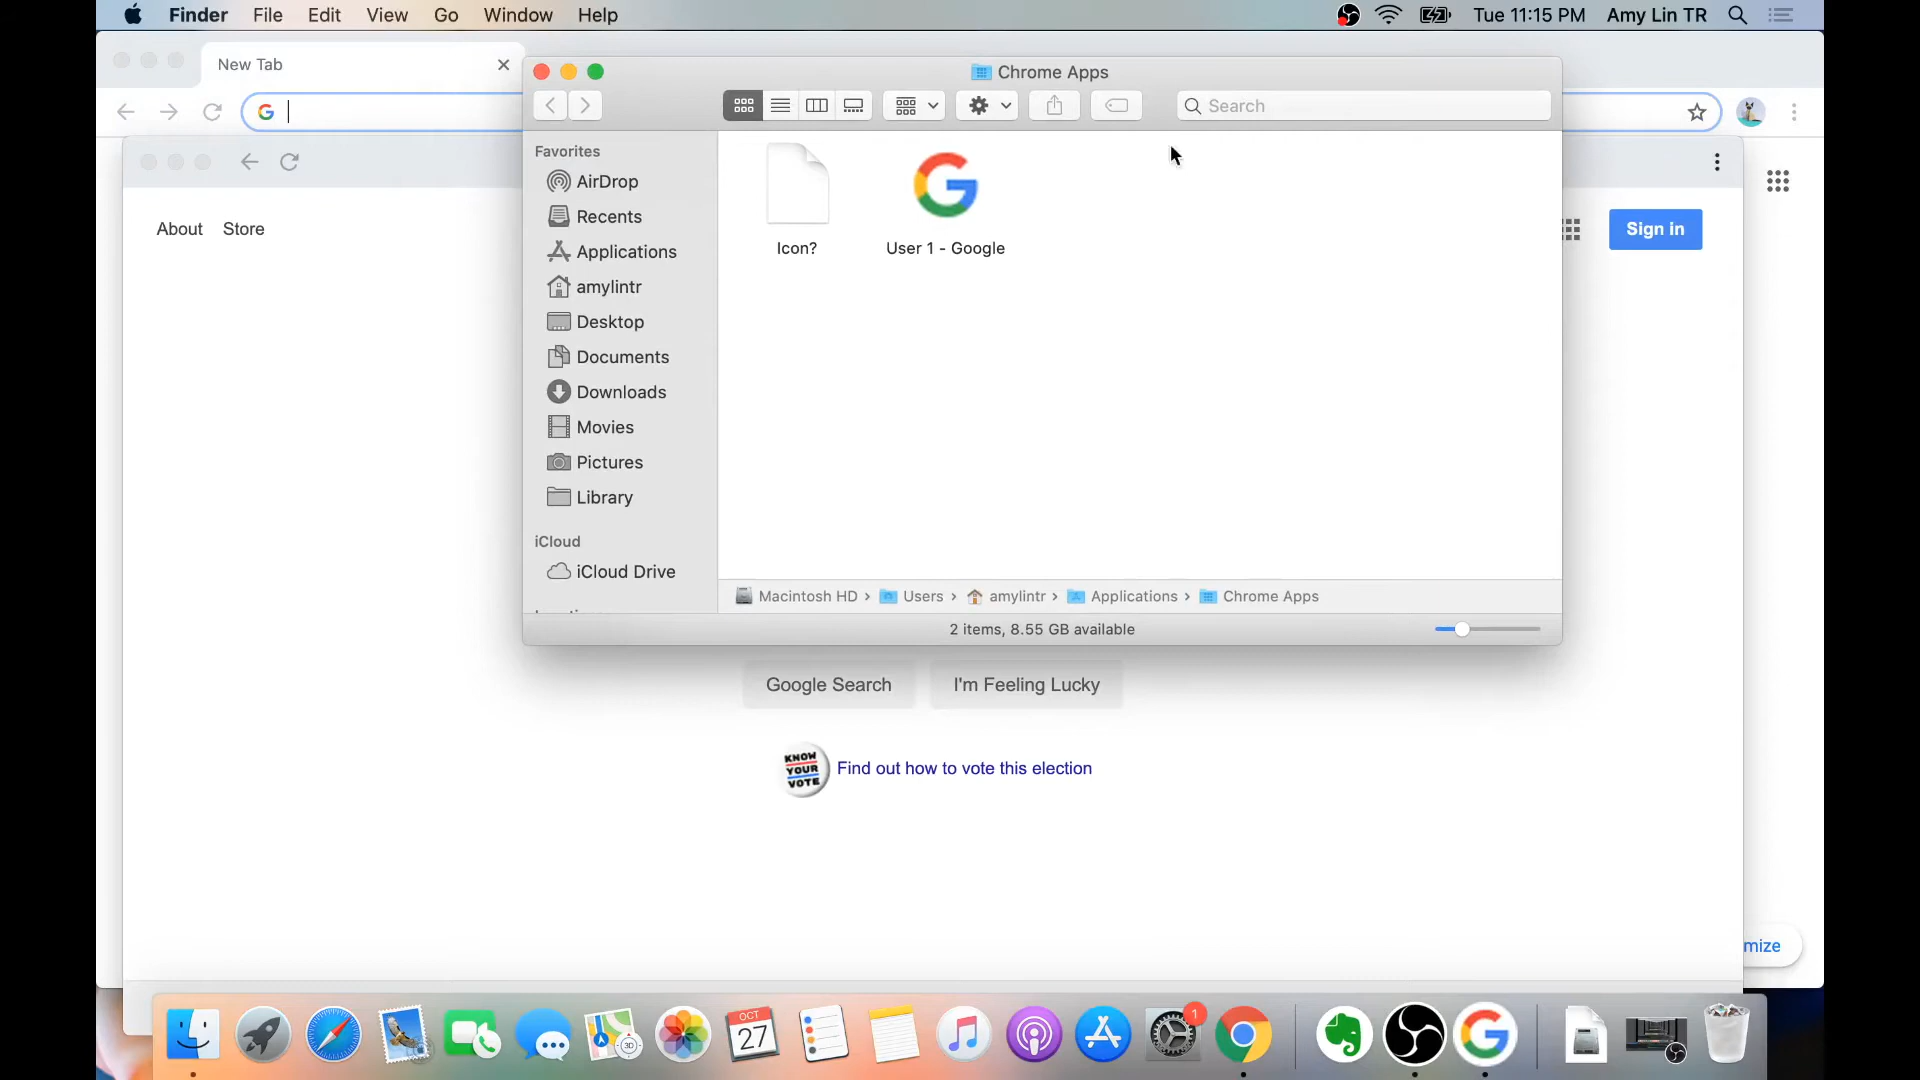 Finder File Edit View Go Window Help Tue 11:15 PM Amy Lin TR
New Tab
Chrome Apps
Search
Favorites
AirDrop
Recents
Applications
amylintr
Desktop
Documents
Downloads
Movies
Pictures
Library
iCloud
iCloud Drive
Icon?
User 1 - Google
Macintosh HD › Users › amylintr › Applications › Chrome Apps
2 items, 8.55 GB available
About Store
Sign in
Google Search I'm Feeling Lucky
KNOW
YOUR
VOTE
Find out how to vote this election
mize
OCT
27
3D
1